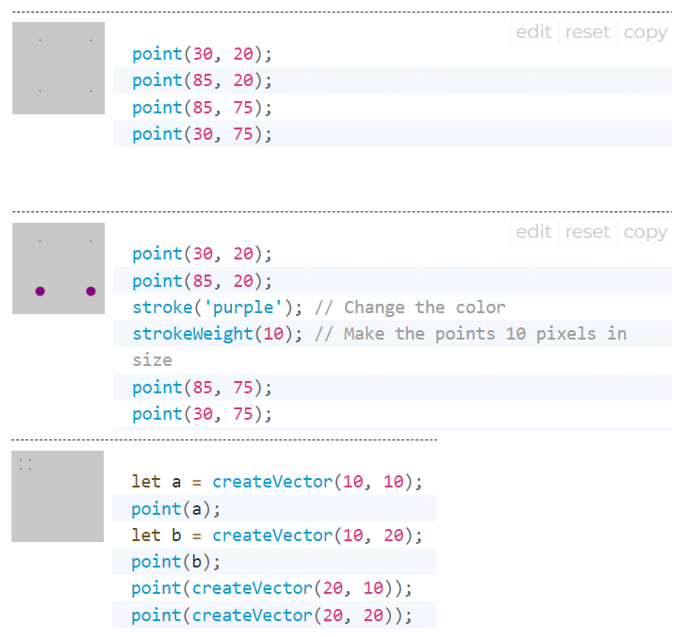 edit reset copy
point(30, 20);
point(85, 20);
point(85, 75);
point(30, 75);
edit reset copy
point(30, 20);
point(85, 20);
stroke('purple'); // Change the color
strokeWeight(10); // Make the points 10 pixels in
size
point(85, 75);
point(30, 75);
let a = createVector(10, 10);
point(a);
let b = createVector(10, 20);
point(b);
point(createVector(20, 10));
point(createVector(20, 20));